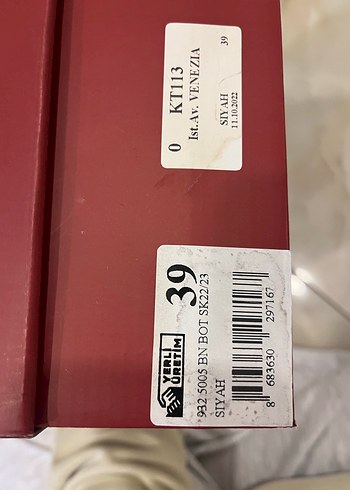 0 KT113
Ist.Av. VENEZIA
SIYAH 39
11.10.2022
YERLİ
ÜRETİM
39
932 5005 BN BOT SK22/23
SIYAH
8 683630 297167